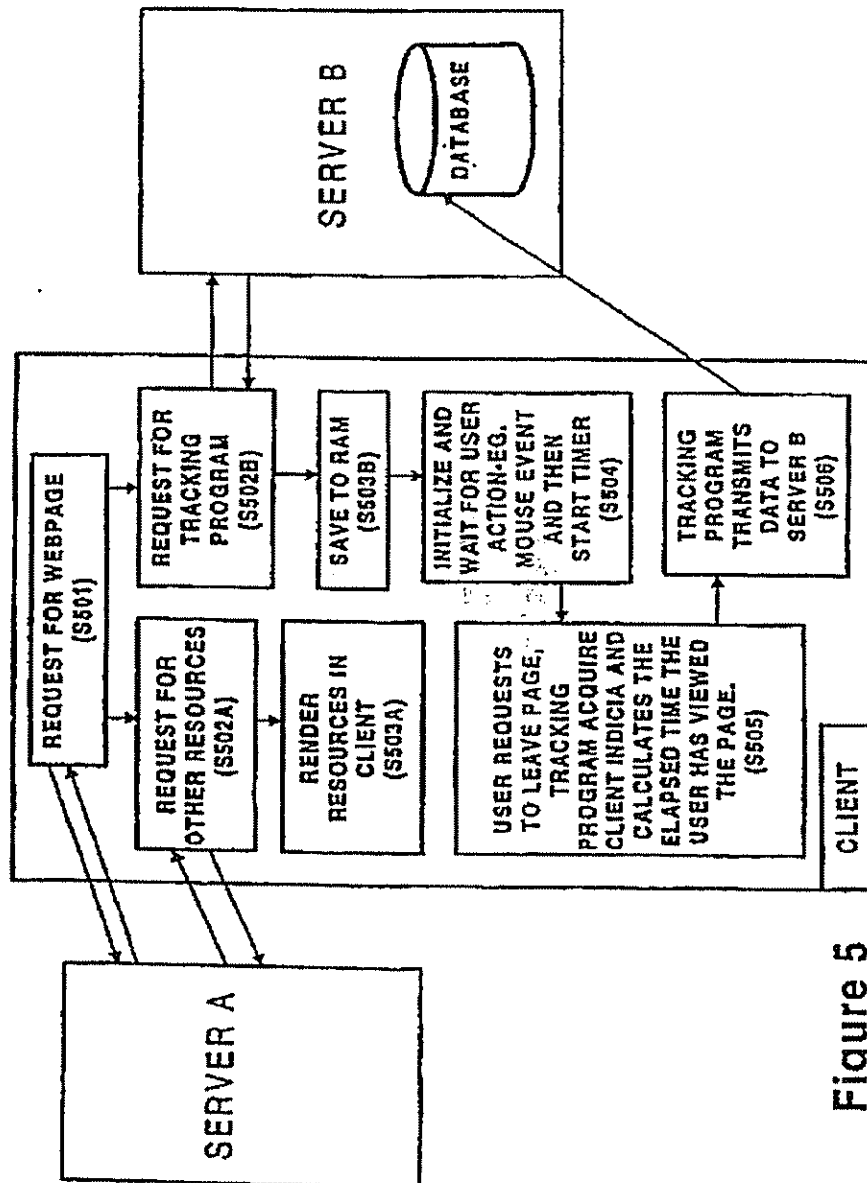 SERVER A
REQUEST FOR WEBPAGE
(S501)
REQUEST FOR
OTHER RESOURCES
(S502A)
RENDER
RESOURCES IN
CLIENT
(S503A)
REQUEST FOR
TRACKING
PROGRAM
(S502B)
SAVE TO RAM
(S503B)
INITIALIZE AND
WAIT FOR USER
ACTION-EG.
MOUSE EVENT
AND THEN
START TIMER
(S504)
USER REQUESTS
TO LEAVE PAGE,
TRACKING
PROGRAM ACQUIRE
CLIENT INDICIA AND
CALCULATES THE
ELAPSED TIME THE
USER HAS VIEWED
THE PAGE.
(S505)
TRACKING
PROGRAM
TRANSMITS
DATA TO
SERVER B
(S506)
CLIENT
SERVER B
DATABASE
Figure 5